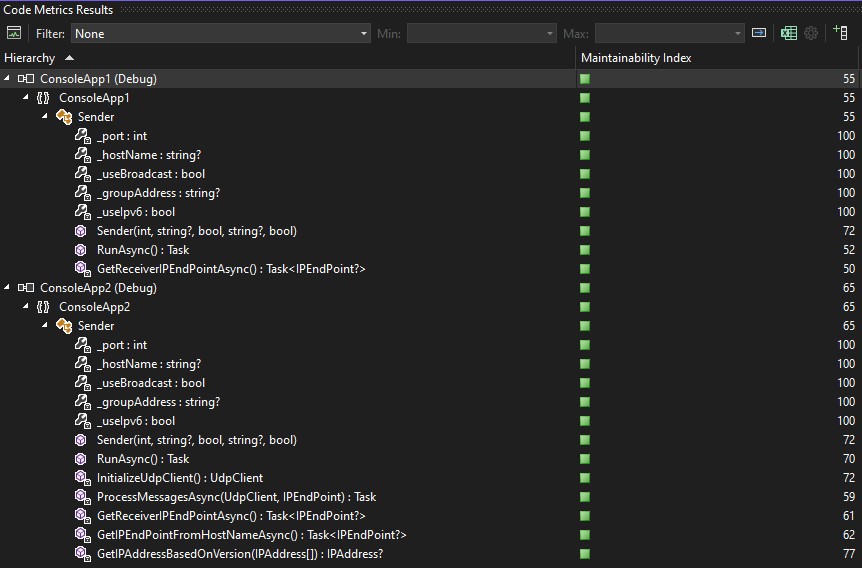 Code Metrics Results
Filter: None Min: Max:
Hierarchy Maintainability Index
ConsoleApp1 (Debug) 55
{} ConsoleApp1 55
Sender 55
_port : int 100
_hostName : string? 100
_useBroadcast : bool 100
_groupAddress : string? 100
_useIpv6 : bool 100
Sender(int, string?, bool, string?, bool) 72
RunAsync() : Task 52
GetReceiverIPEndPointAsync() : Task<IPEndPoint?> 50
ConsoleApp2 (Debug) 65
{} ConsoleApp2 65
Sender 65
_port : int 100
_hostName : string? 100
_useBroadcast : bool 100
_groupAddress : string? 100
_useIpv6 : bool 100
Sender(int, string?, bool, string?, bool) 72
RunAsync() : Task 70
InitializeUdpClient() : UdpClient 72
ProcessMessagesAsync(UdpClient, IPEndPoint) : Task 59
GetReceiverIPEndPointAsync() : Task<IPEndPoint?> 61
GetIPEndPointFromHostNameAsync() : Task<IPEndPoint?> 62
GetIPAddressBasedOnVersion(IPAddress[]) : IPAddress? 77